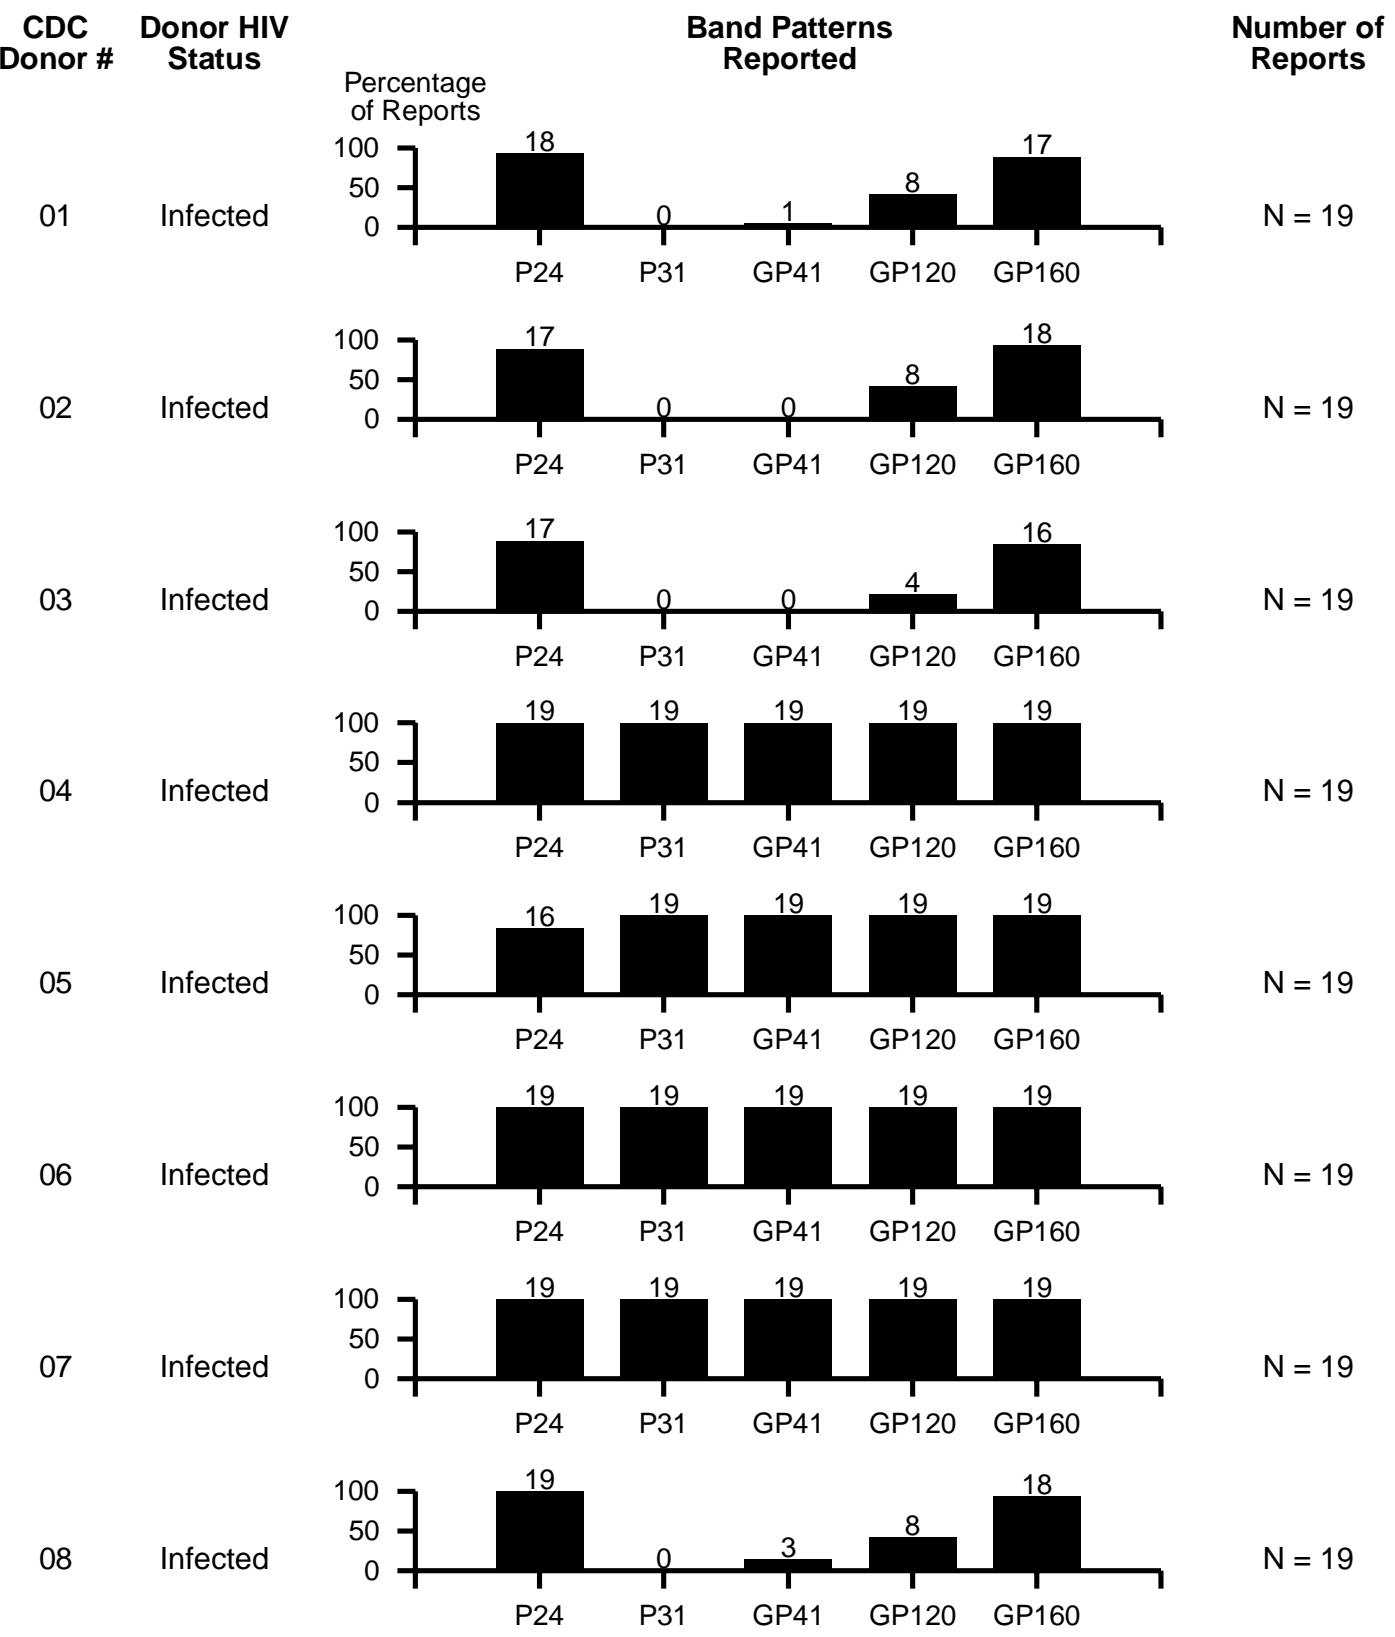 CDC Donor HIV Band Patterns Number of
Donor # Status Reported Reports
Percentage
of Reports
100 18 17
50 8
01 Infected 0 1 N = 19
0
P24 P31 GP41 GP120 GP160
100 17 18
50 8
02 Infected 0 0 N = 19
0
P24 P31 GP41 GP120 GP160
100 17 16
50 4
03 Infected 0 0 N = 19
0
P24 P31 GP41 GP120 GP160
100 19 19 19 19 19
50
04 Infected N = 19
0
P24 P31 GP41 GP120 GP160
100 16 19 19 19 19
50
05 Infected N = 19
0
P24 P31 GP41 GP120 GP160
100 19 19 19 19 19
50
06 Infected N = 19
0
P24 P31 GP41 GP120 GP160
100 19 19 19 19 19
50
07 Infected N = 19
0
P24 P31 GP41 GP120 GP160
100 19 18
50 3 8
08 Infected 0 N = 19
0
P24 P31 GP41 GP120 GP160